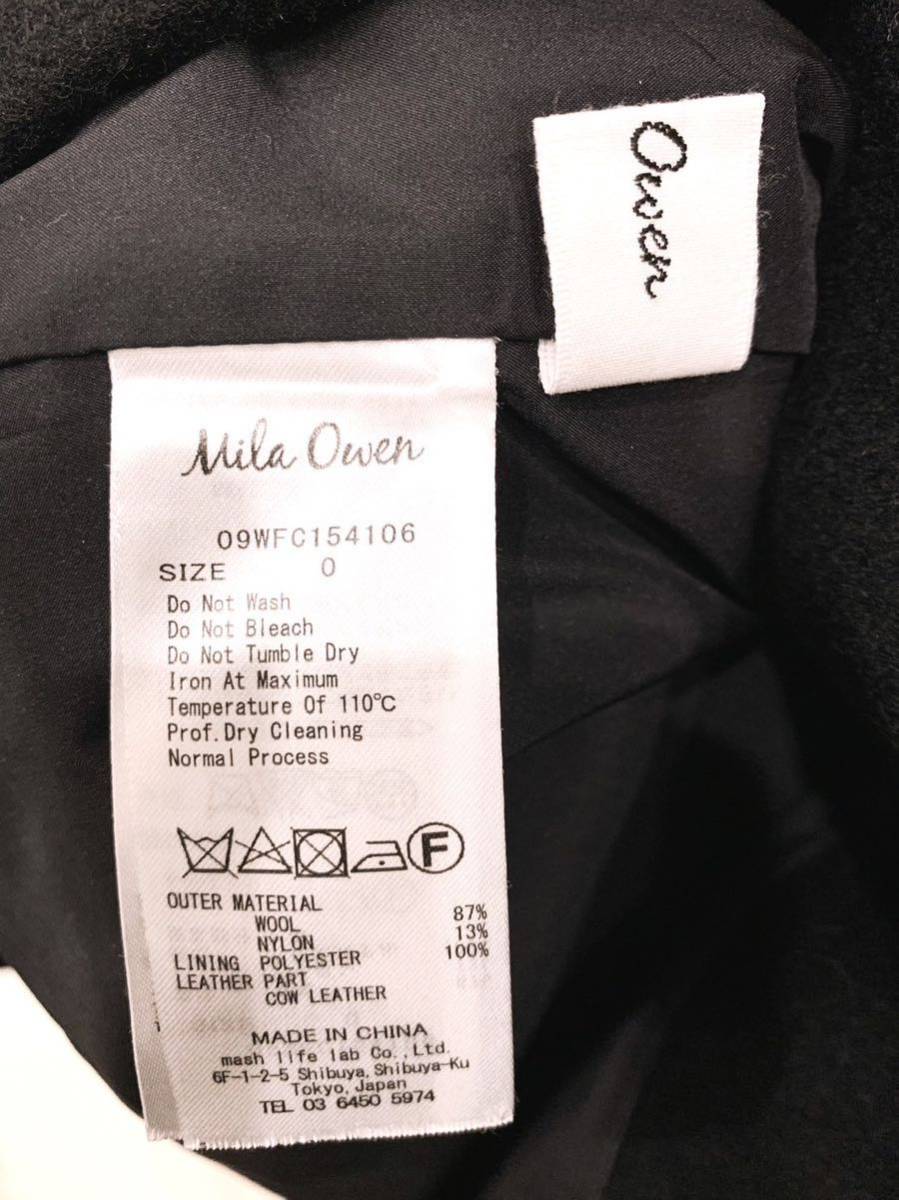 Owen
Mila Owen
09WFC154106
SIZE 0
Do Not Wash
Do Not Bleach
Do Not Tumble Dry
Iron At Maximum
Temperature Of 110℃
Prof.Dry Cleaning
Normal Process
F
OUTER MATERIAL
WOOL 87%
NYLON 13%
LINING POLYESTER 100%
LEATHER PART
COW LEATHER
MADE IN CHINA
mash life lab Co.,Ltd.
6F-1-2-5 Shibuya,Shibuya-Ku
Tokyo,Japan
TEL 03 6450 5974